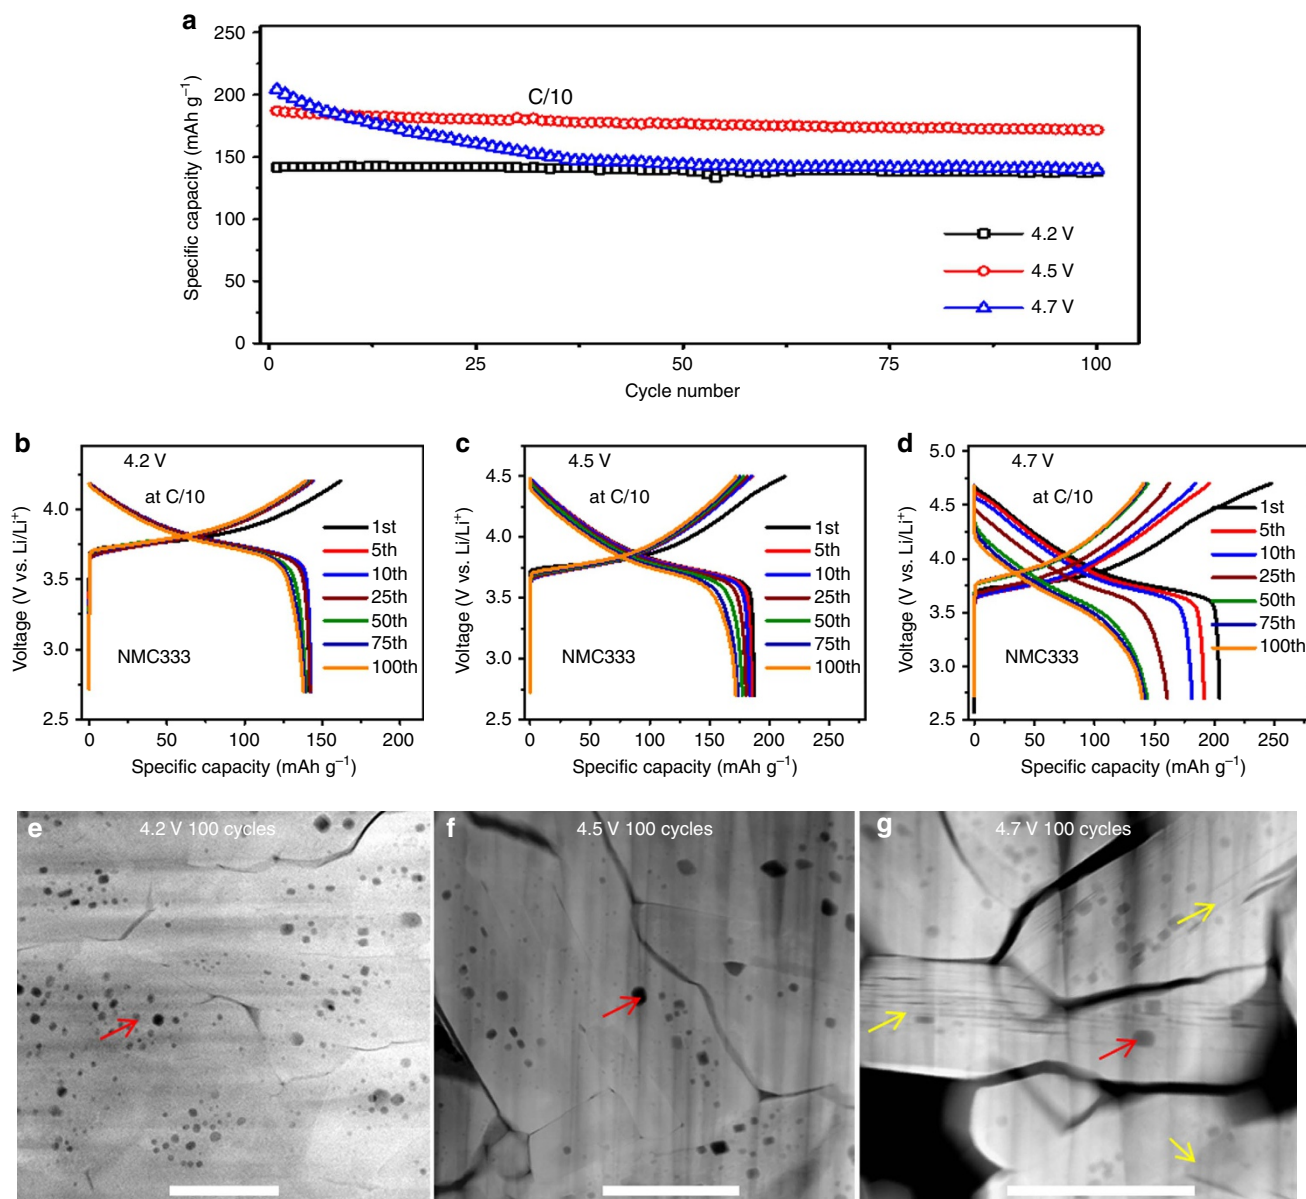 a
250
200
150
100
50
0
Specific capacity (mAh g⁻¹)
C/10
4.2 V
4.5 V
4.7 V
0 25 50 75 100
Cycle number
b
4.2 V
at C/10
4.0
3.5
3.0
2.5
Voltage (V vs. Li/Li⁺)
1st
5th
10th
25th
50th
75th
100th
NMC333
0 50 100 150 200
Specific capacity (mAh g⁻¹)
c
4.5 V
at C/10
4.5
4.0
3.5
3.0
2.5
Voltage (V vs. Li/Li⁺)
1st
5th
10th
25th
50th
75th
100th
NMC333
0 50 100 150 200 250
Specific capacity (mAh g⁻¹)
d
4.7 V
at C/10
5.0
4.5
4.0
3.5
3.0
2.5
Voltage (V vs. Li/Li⁺)
1st
5th
10th
25th
50th
75th
100th
NMC333
0 50 100 150 200 250
Specific capacity (mAh g⁻¹)
e
4.2 V 100 cycles
f
4.5 V 100 cycles
g
4.7 V 100 cycles